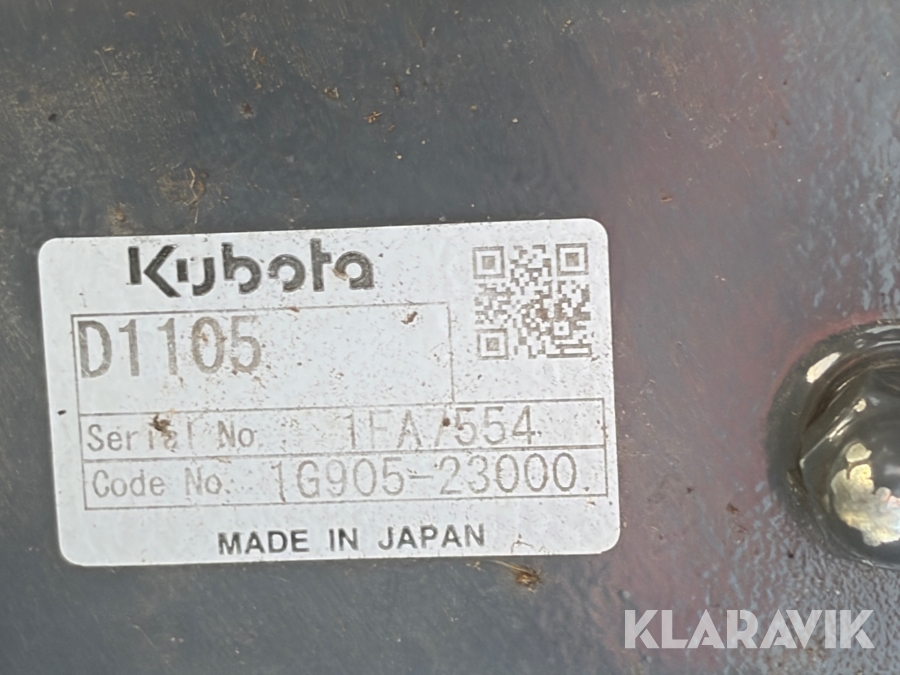 Kubota
D1105
Serial No. 1FA7554
Code No. 1G905-23000
MADE IN JAPAN
KLARAVIK